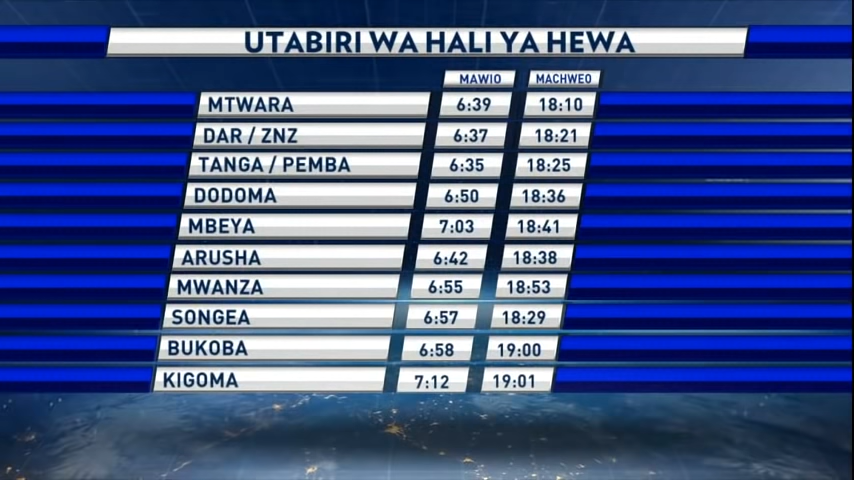 UTABIRI WA HALI YA HEWA
MAWIO MACHWEO
MTWARA 6:39 18:10
DAR / ZNZ 6:37 18:21
TANGA / PEMBA 6:35 18:25
DODOMA 6:50 18:36
MBEYA 7:03 18:41
ARUSHA 6:42 18:38
MWANZA 6:55 18:53
SONGEA 6:57 18:29
BUKOBA 6:58 19:00
KIGOMA 7:12 19:01